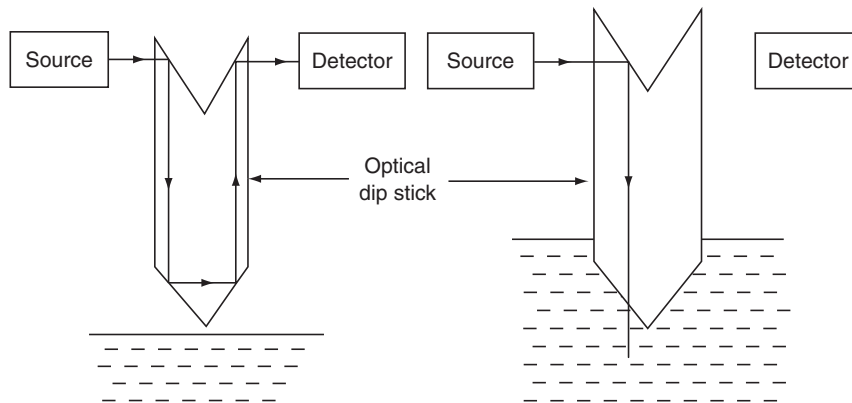 Source
Detector
Source
Detector
Optical
dip stick